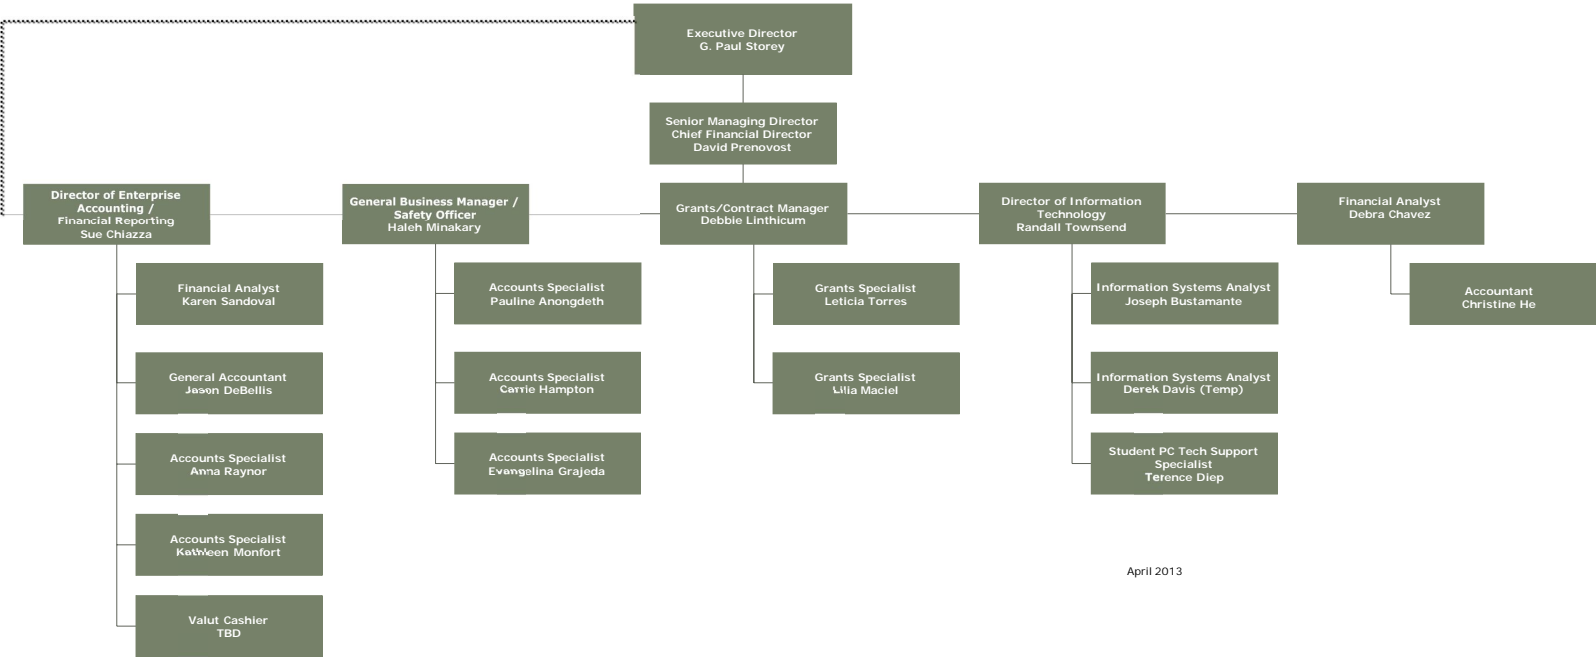 Executive Director
G. Paul Storey
Senior Managing Director
Chief Financial Director
David Prenovost
Director of Enterprise
Accounting /
Financial Reporting
Sue Chiazza
General Business Manager /
Safety Officer
Haleh Minakary
Grants/Contract Manager
Debbie Linthicum
Director of Information
Technology
Randall Townsend
Financial Analyst
Debra Chavez
Financial Analyst
Karen Sandoval
Accounts Specialist
Pauline Anongdeth
Grants Specialist
Leticia Torres
Information Systems Analyst
Joseph Bustamante
Accountant
Christine He
General Accountant
Jason DeBellis
Accounts Specialist
Carrie Hampton
Grants Specialist
Lilia Maciel
Information Systems Analyst
Derek Davis (Temp)
Accounts Specialist
Anna Raynor
Accounts Specialist
Evangelina Grajeda
Student PC Tech Support
Specialist
Terence Diep
Accounts Specialist
Kathleen Monfort
April 2013
Valut Cashier
TBD